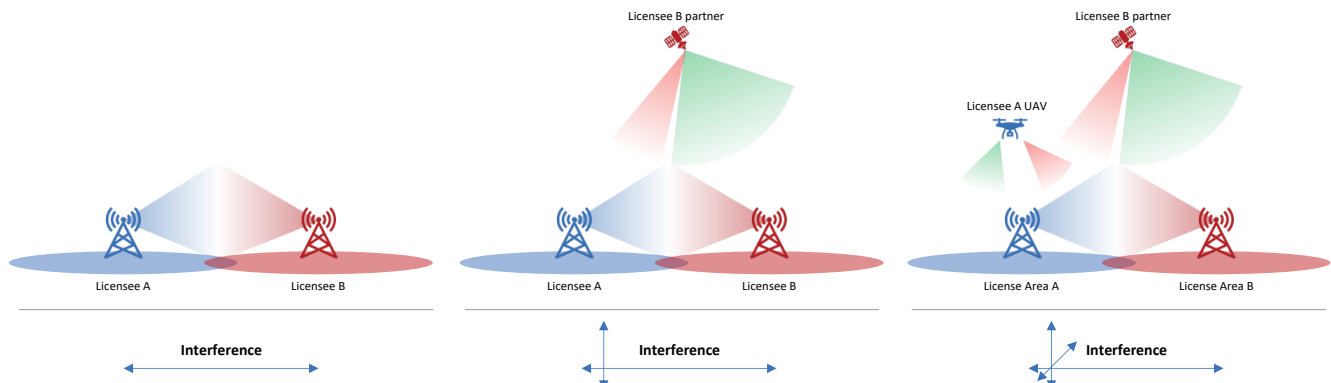 Licensee B partner
Licensee B partner
Licensee A UAV
Licensee A
Licensee B
Licensee A
Licensee B
License Area A
License Area B
Interference
Interference
Interference